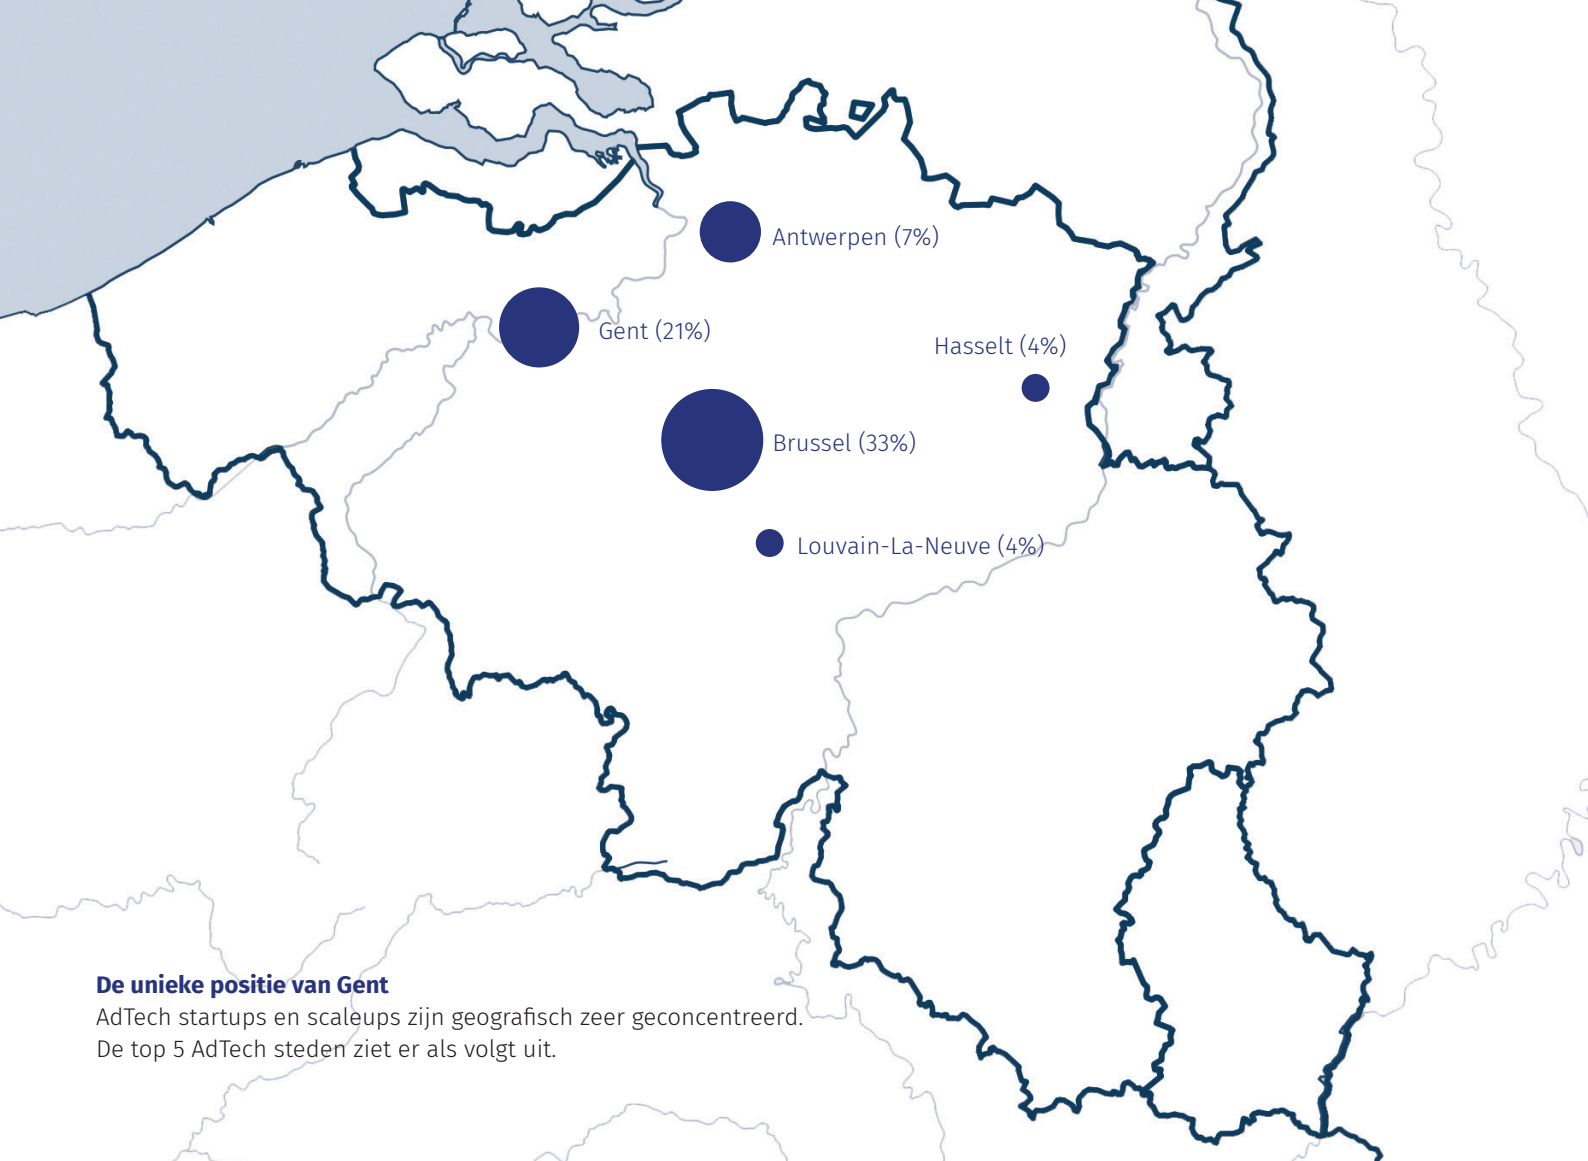 Antwerpen (7%)
Gent (21%)
Hasselt (4%)
Brussel (33%)
Louvain-La-Neuve (4%)
De unieke positie van Gent
AdTech startups en scaleups zijn geografisch zeer geconcentreerd.
De top 5 AdTech steden ziet er als volgt uit.